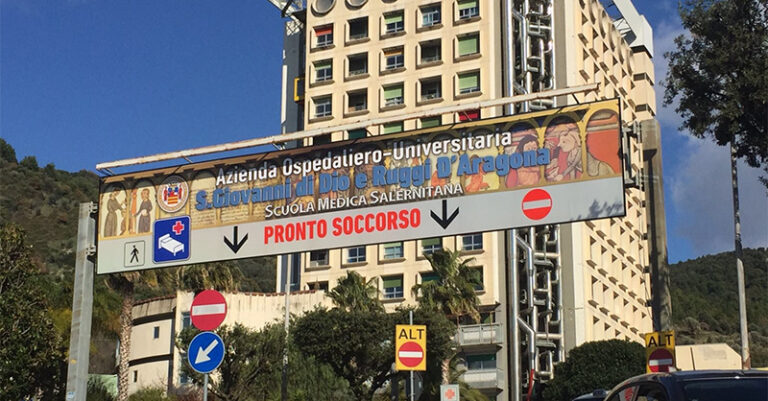 Azienda Ospedaliero-Universitaria
S. Giovanni di Dio e Ruggi D'Aragona
Scuola Medica Salernitana
PRONTO SOCCORSO
ALT
ALT